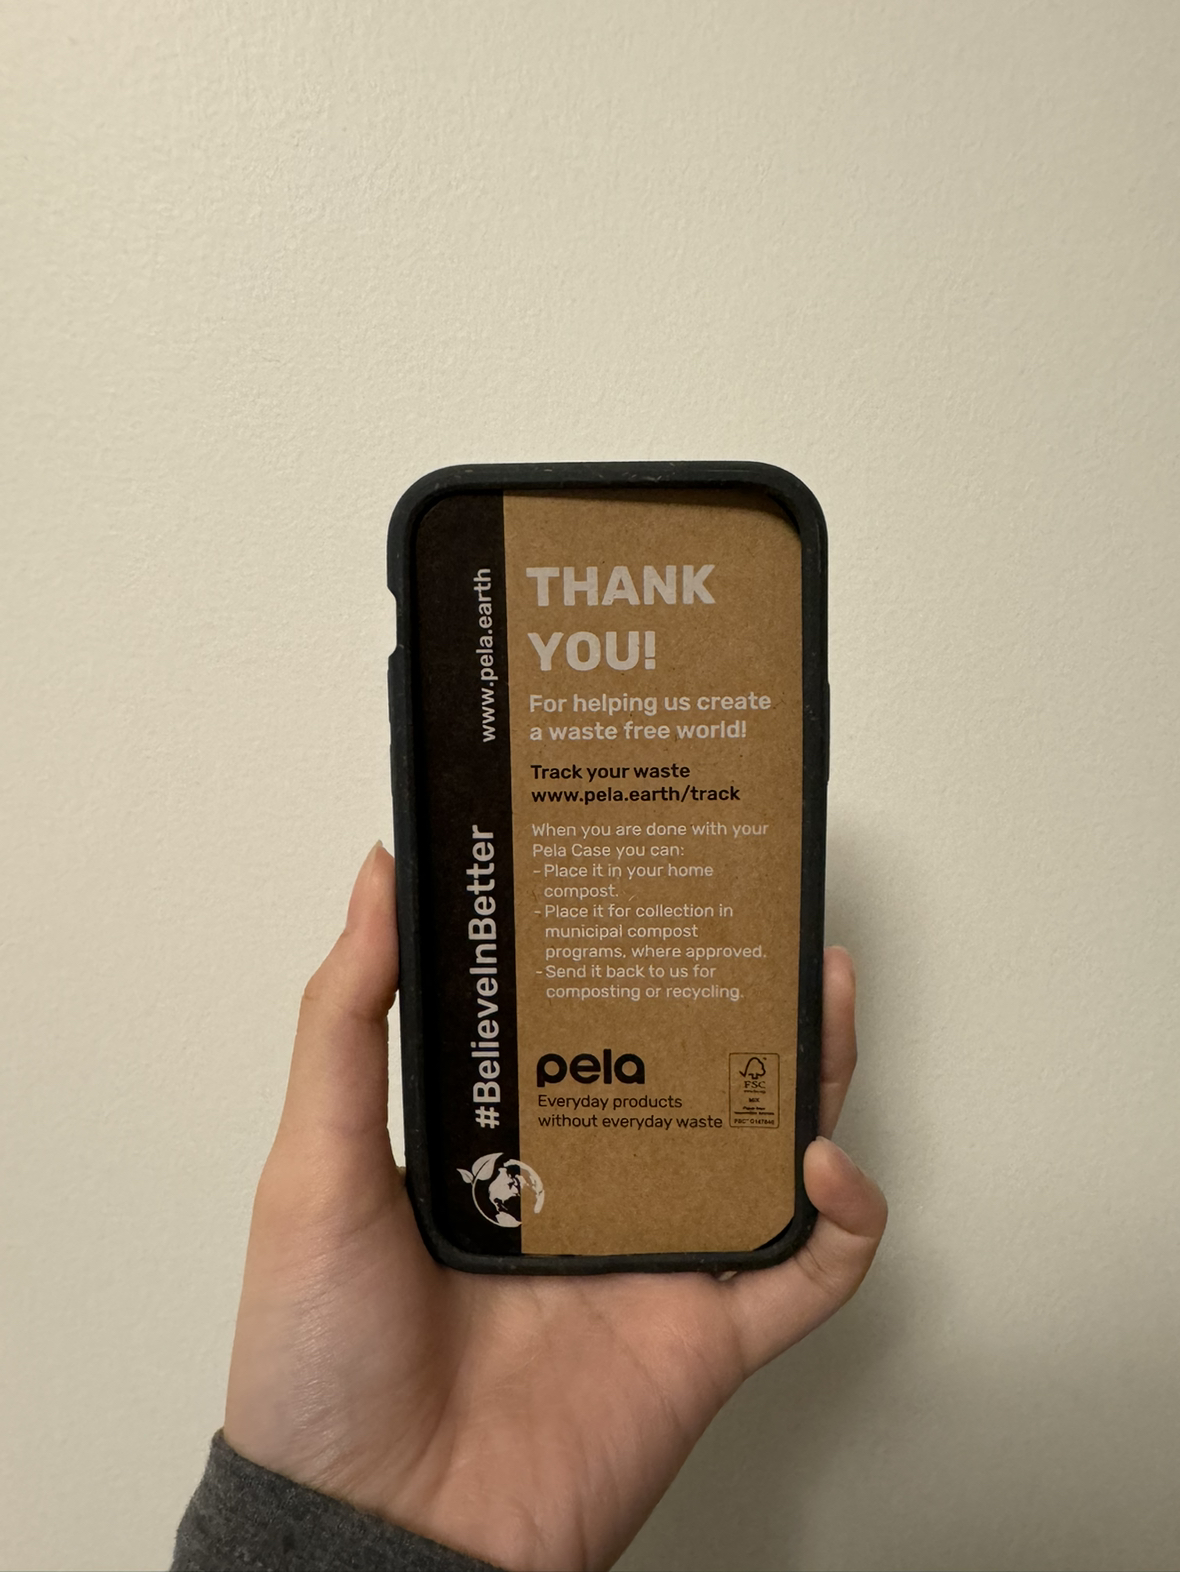 www.pela.earth
#BelieveInBetter
THANK
YOU!
For helping us create
a waste free world!
Track your waste
www.pela.earth/track
When you are done with your
Pela Case you can:
- Place it in your home
compost.
- Place it for collection in
municipal compost
programs, where approved.
- Send it back to us for
composting or recycling.
pela
Everyday products
without everyday waste
FSC
MIX